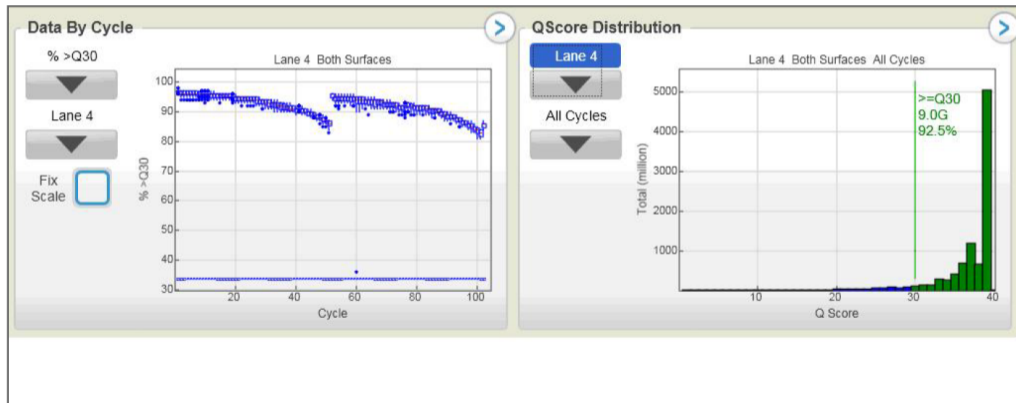 Data By Cycle
% >Q30
Lane 4
Fix
Scale
Lane 4 Both Surfaces
% >Q30
100
90
80
70
60
50
40
30
20
40
60
80
100
Cycle
QScore Distribution
Lane 4
All Cycles
Lane 4 Both Surfaces All Cycles
Total (million)
5000
4000
3000
2000
1000
>=Q30
9.0G
92.5%
10
20
30
40
Q Score